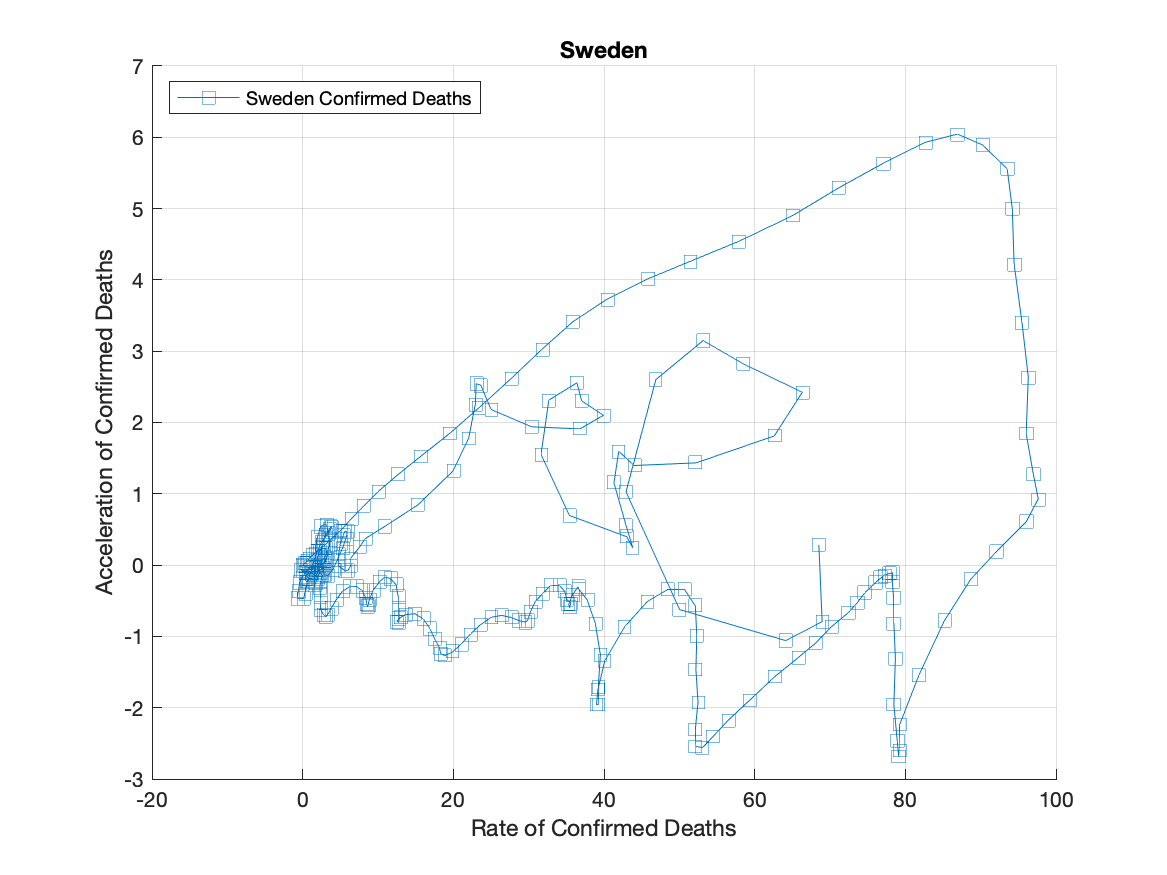 Sweden
7
Sweden Confirmed Deaths
6
5
4
3
2
1
0
-1
-2
-3
Acceleration of Confirmed Deaths
-20 0 20 40 60 80 100
Rate of Confirmed Deaths